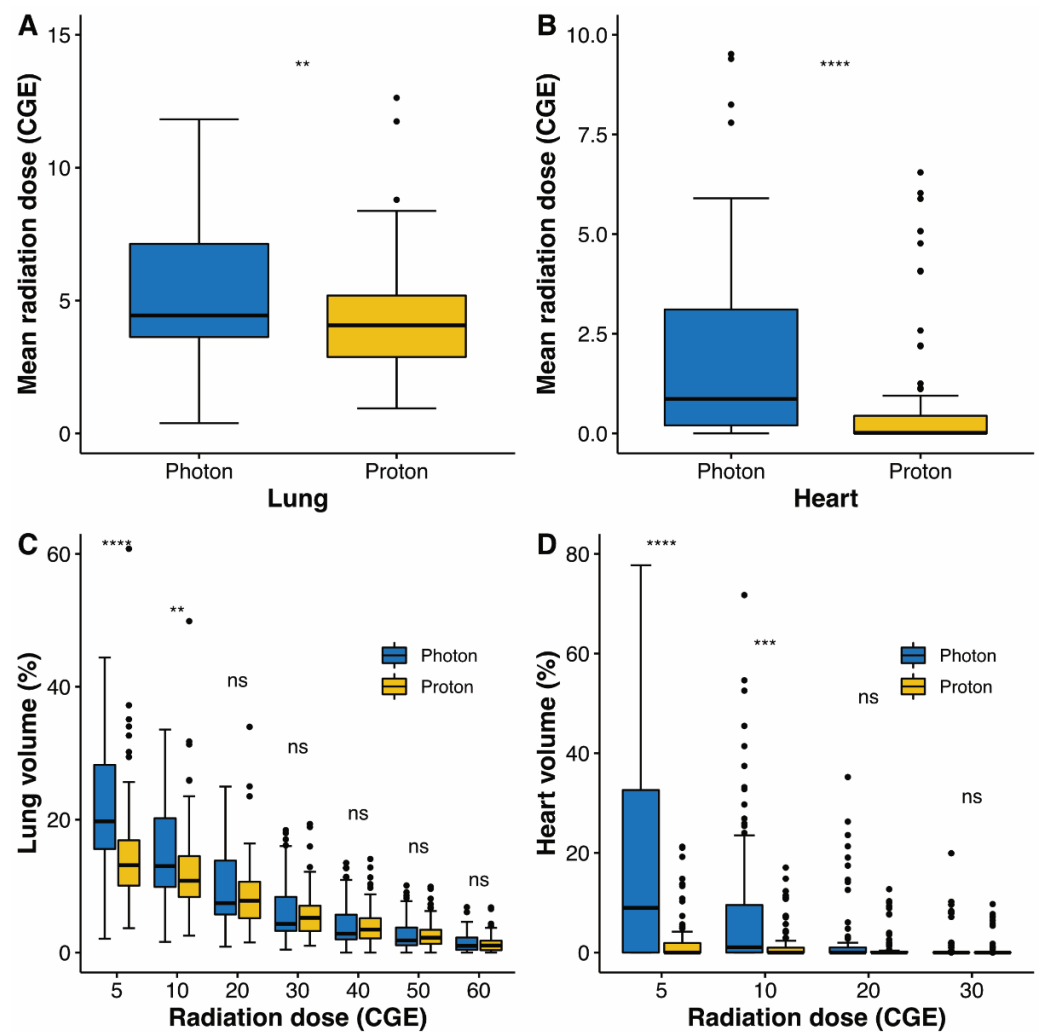 A
Mean radiation dose (CGE)
15
10
5
0
**
Photon
Proton
Lung
B
Mean radiation dose (CGE)
10.0
7.5
5.0
2.5
0.0
****
Photon
Proton
Heart
C
Lung volume (%)
60
40
20
0
****
**
ns
ns
ns
ns
ns
Photon
Proton
5 10 20 30 40 50 60
Radiation dose (CGE)
D
Heart volume (%)
80
60
40
20
0
****
***
ns
ns
Photon
Proton
5 10 20 30
Radiation dose (CGE)